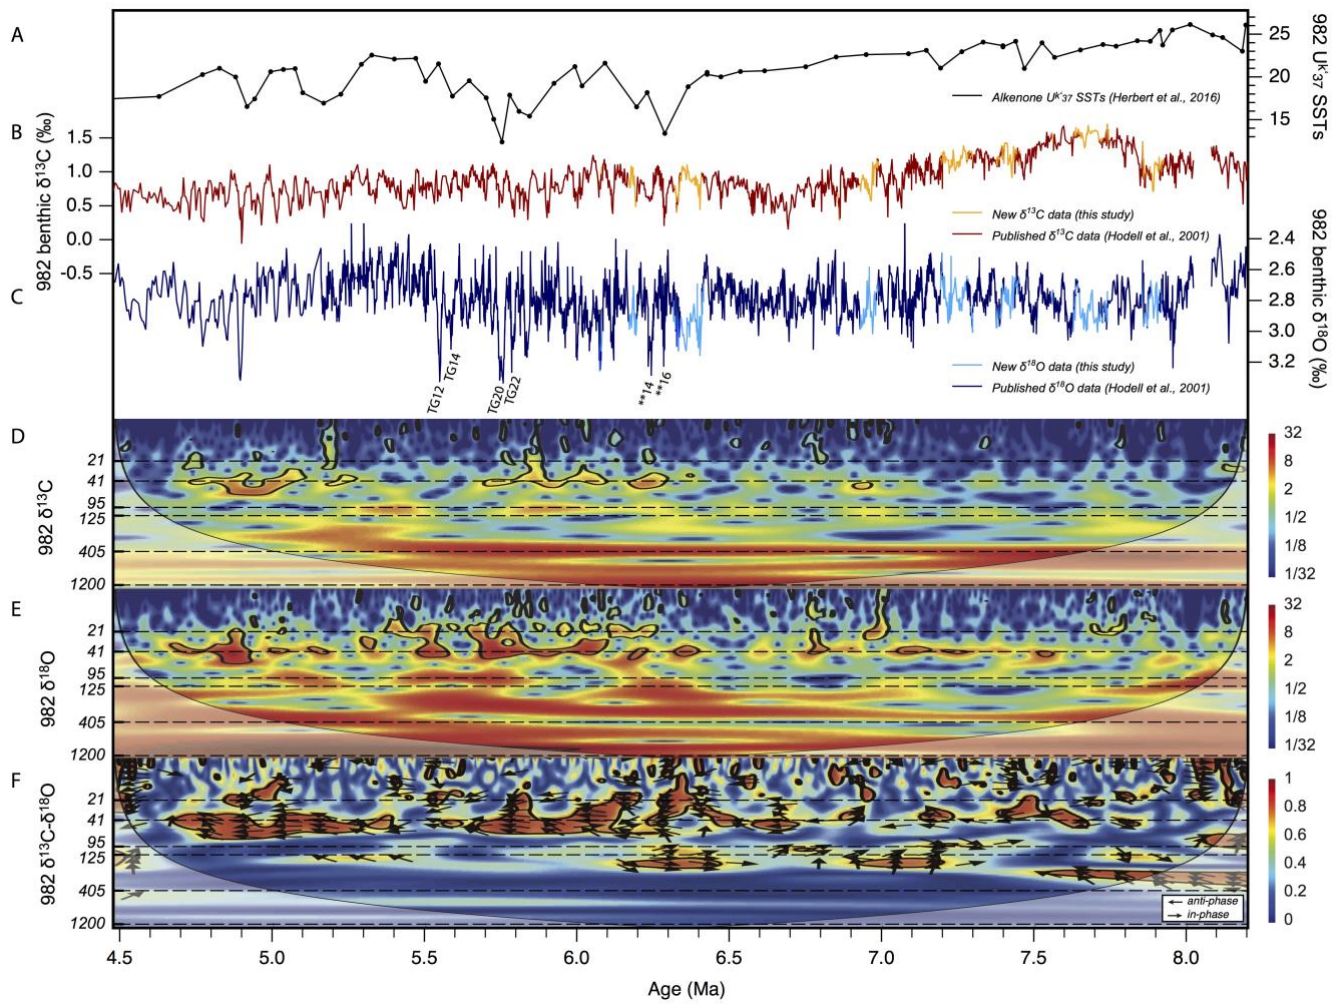 A
25
20
15
982 Uᵏ'₃₇ SSTs
Alkenone Uᵏ'₃₇ SSTs (Herbert et al., 2016)
B
1.5
1.0
0.5
0.0
-0.5
982 benthic δ¹³C (‰)
New δ¹³C data (this study)
Published δ¹³C data (Hodell et al., 2001)
C
2.4
2.6
2.8
3.0
3.2
982 benthic δ¹⁸O (‰)
TG12
TG14
TG20
TG22
**14
**16
New δ¹⁸O data (this study)
Published δ¹⁸O data (Hodell et al., 2001)
D
982 δ¹³C
21
41
95
125
405
1200
32
8
2
1/2
1/8
1/32
E
982 δ¹⁸O
21
41
95
125
405
1200
32
8
2
1/2
1/8
1/32
F
982 δ¹³C-δ¹⁸O
21
41
95
125
405
1200
1
0.8
0.6
0.4
0.2
0
anti-phase
in-phase
4.5 5.0 5.5 6.0 6.5 7.0 7.5 8.0
Age (Ma)